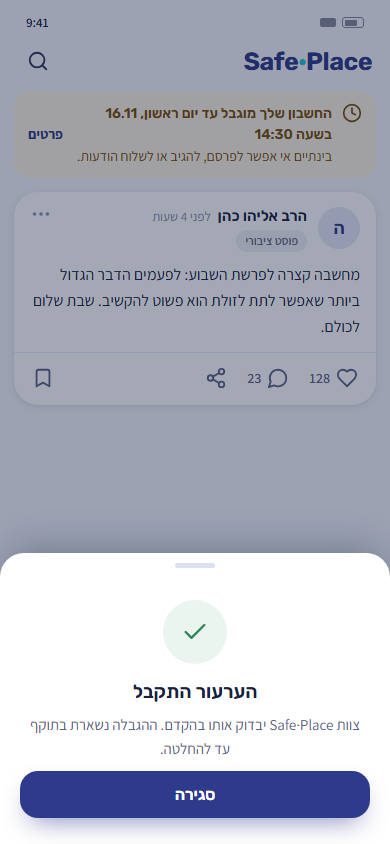 9:41
Safe·Place
החשבון שלך מוגבל עד יום ראשון, 16.11
בשעה 14:30
פרטים
בינתיים אי אפשר לפרסם, להגיב או לשלוח הודעות.
ה
הרב אליהו כהן לפני 4 שעות
פוסט ציבורי
מחשבה קצרה לפרשת השבוע: לפעמים הדבר הגדול
ביותר שאפשר לתת לזולת הוא פשוט להקשיב. שבת שלום
לכולם.
128 23
הערעור התקבל
צוות Safe·Place יבדוק אותו בהקדם. ההגבלה נשארת בתוקף
עד להחלטה.
סגירה